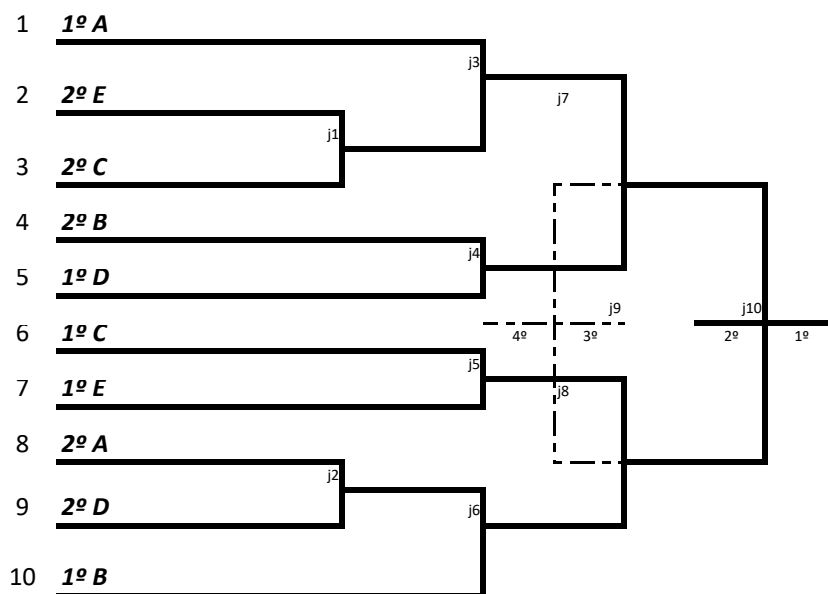 1 1º A
j3
2 2º E
j7
j1
3 2º C
4 2º B
j4
5 1º D
j9 j10
6 1º C
4º 3º 2º 1º
j5
7 1º E
j8
8 2º A
j2
9 2º D
j6
10 1º B